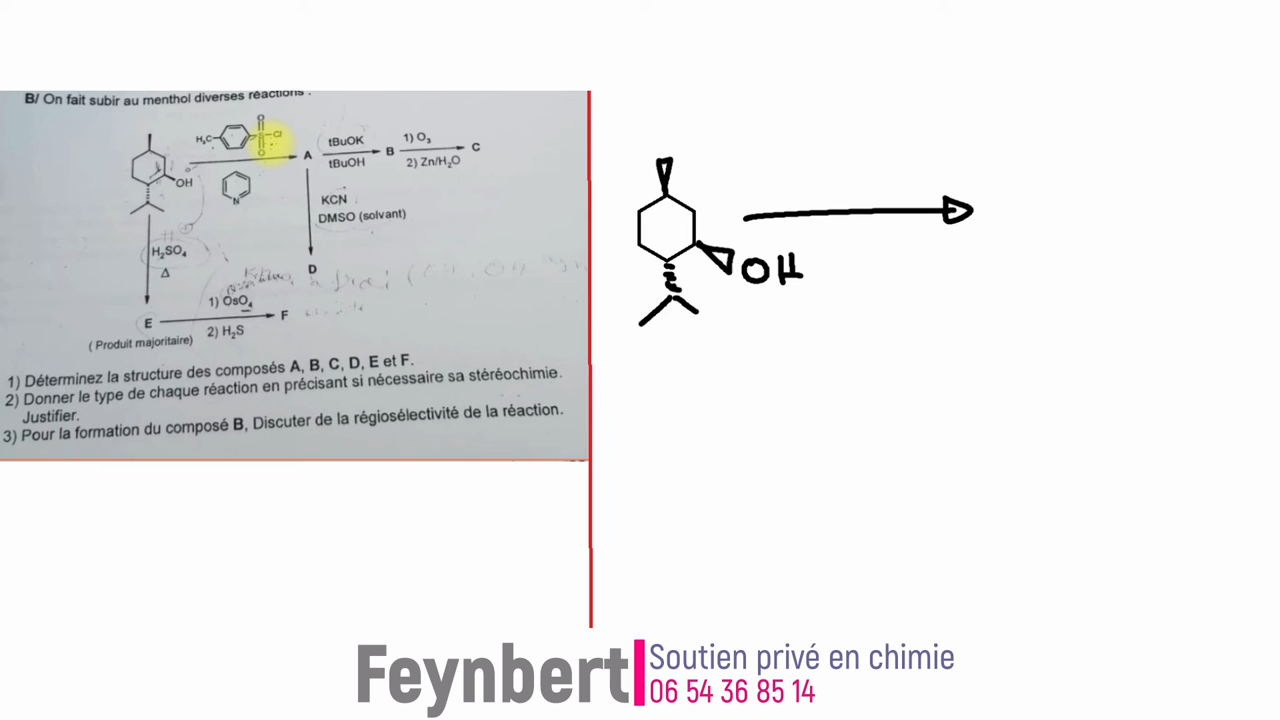 B/ On fait subir au menthol diverses réactions :
H₃C
O
S
Cl
O
OH
N
A
tBuOK
tBuOH
B
1) O₃
2) Zn/H₂O
C
KCN
DMSO (solvant)
D
H₂SO₄
Δ
E
( Produit majoritaire)
1) OsO₄
2) H₂S
F
1) Déterminez la structure des composés A, B, C, D, E et F.
2) Donner le type de chaque réaction en précisant si nécessaire sa stéréochimie.
Justifier.
3) Pour la formation du composé B, Discuter de la régiosélectivité de la réaction.
OH
Feynbert
Soutien privé en chimie
06 54 36 85 14